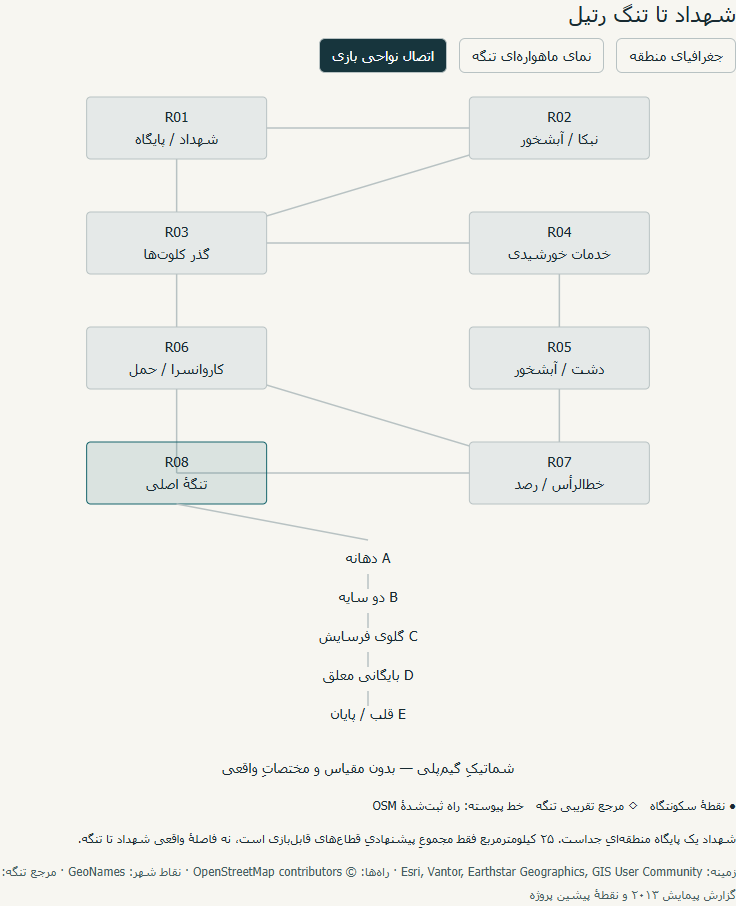 شهداد تا تنگ رتیل
جغرافیای منطقه
نمای ماهواره‌ای تنگه
اتصال نواحی بازی
R01
شهداد / پایگاه
R02
نبکا / آبشخور
R03
گذر کلوت‌ها
R04
خدمات خورشیدی
R06
کاروانسرا / حمل
R05
دشت / آبشخور
R08
تنگهٔ اصلی
R07
خط‌الرأس / رصد
A دهانه
B دو سایه
C گلوی فرسایش
D بایگانی معلق
E قلب / پایان
شماتیکِ گیم‌پلی — بدون مقیاس و مختصاتِ واقعی
● نقطهٔ سکونتگاه ◇ مرجع تقریبی تنگه خط پیوسته: راه ثبت‌شدهٔ OSM
شهداد یک پایگاه منطقه‌ایِ جداست. ۲۵ کیلومترمربع فقط مجموعِ پیشنهادیِ قطاع‌های قابل‌بازی است، نه فاصلهٔ واقعی شهداد تا تنگه.
زمینه: Esri, Vantor, Earthstar Geographics, GIS User Community · راه‌ها: © OpenStreetMap contributors · نقاط شهر: GeoNames · مرجع تنگه:
گزارش پیمایش ۲۰۱۳ و نقطهٔ پیشین پروژه